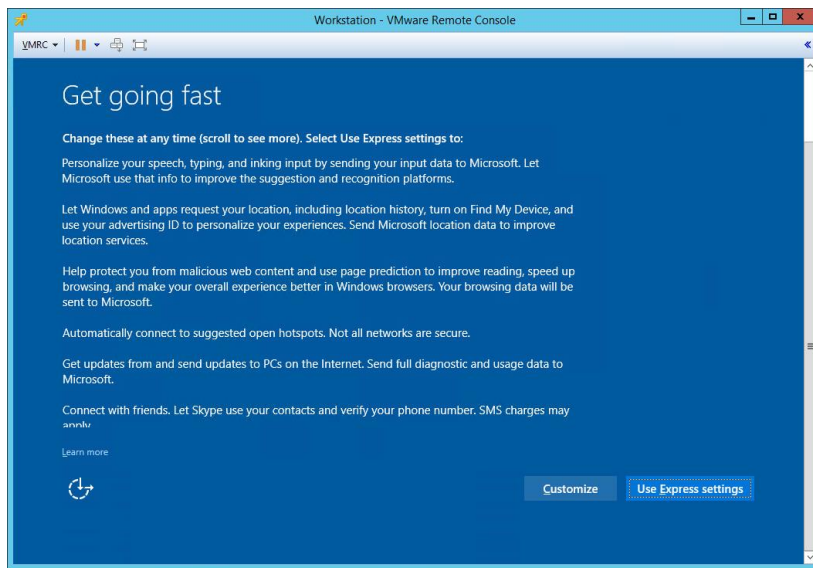 Workstation - VMware Remote Console
VMRC
Get going fast
Change these at any time (scroll to see more). Select Use Express settings to:
Personalize your speech, typing, and inking input by sending your input data to Microsoft. Let
Microsoft use that info to improve the suggestion and recognition platforms.
Let Windows and apps request your location, including location history, turn on Find My Device, and
use your advertising ID to personalize your experiences. Send Microsoft location data to improve
location services.
Help protect you from malicious web content and use page prediction to improve reading, speed up
browsing, and make your overall experience better in Windows browsers. Your browsing data will be
sent to Microsoft.
Automatically connect to suggested open hotspots. Not all networks are secure.
Get updates from and send updates to PCs on the Internet. Send full diagnostic and usage data to
Microsoft.
Connect with friends. Let Skype use your contacts and verify your phone number. SMS charges may
apply.
Learn more
Customize
Use Express settings